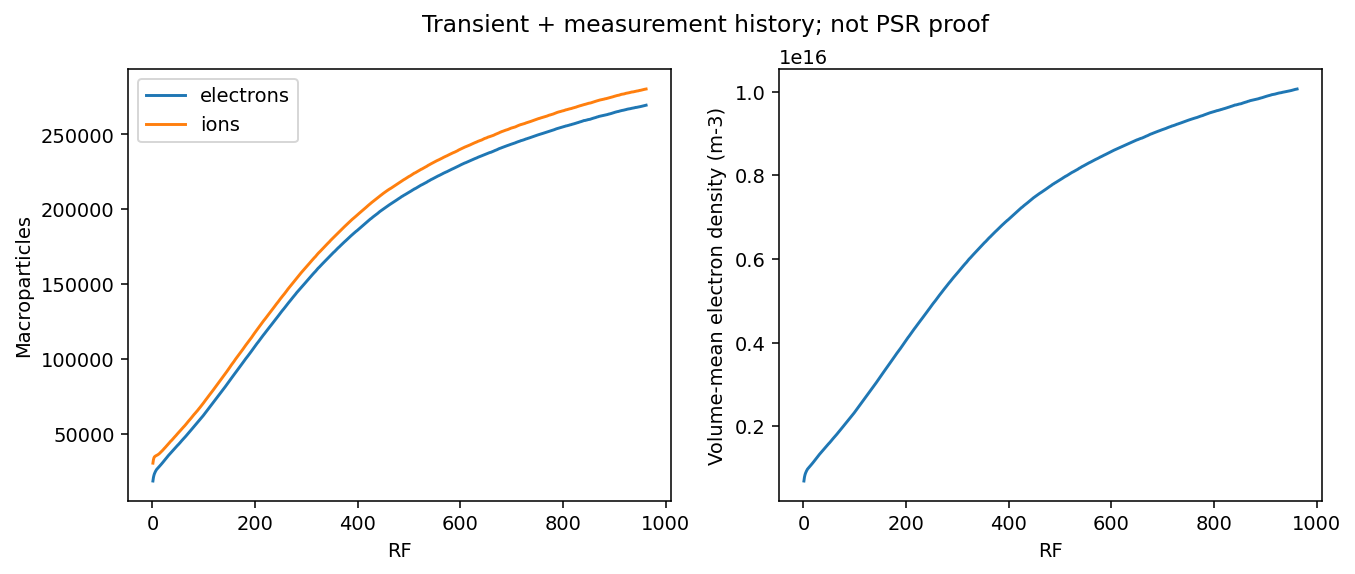 Transient + measurement history; not PSR proof
electrons
ions
Macroparticles
250000
200000
150000
100000
50000
0
200
400
600
800
1000
RF
1e16
Volume-mean electron density (m-3)
1.0
0.8
0.6
0.4
0.2
0
200
400
600
800
1000
RF